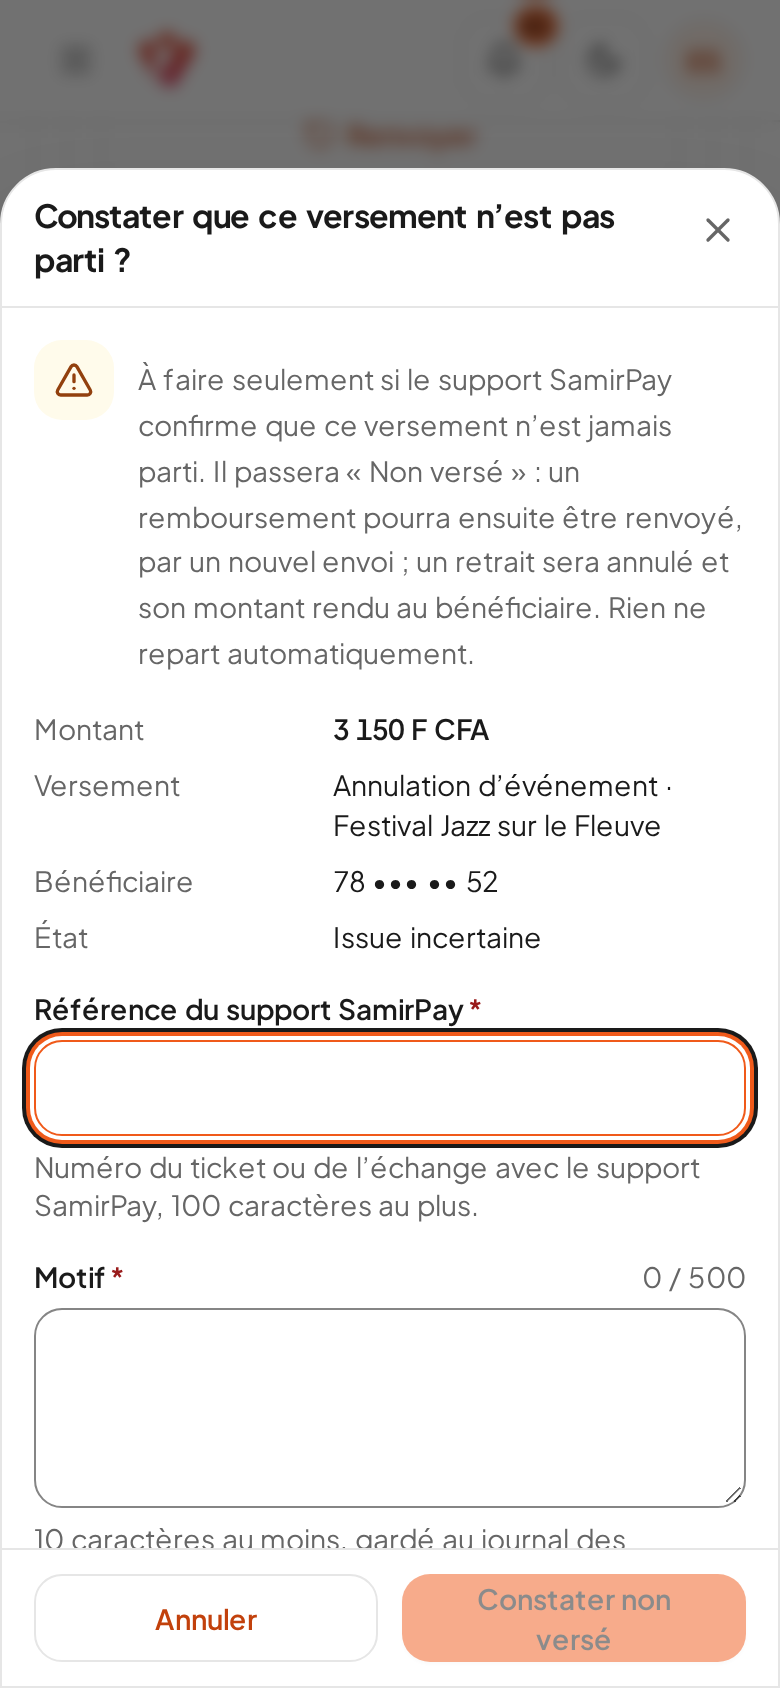 Constater que ce versement n’est pas
parti ?
À faire seulement si le support SamirPay
confirme que ce versement n’est jamais
parti. Il passera « Non versé » : un
remboursement pourra ensuite être renvoyé,
par un nouvel envoi ; un retrait sera annulé et
son montant rendu au bénéficiaire. Rien ne
repart automatiquement.
Montant 3 150 F CFA
Versement Annulation d’événement ·
Festival Jazz sur le Fleuve
Bénéficiaire 78 ••• •• 52
État Issue incertaine
Référence du support SamirPay *
Numéro du ticket ou de l’échange avec le support
SamirPay, 100 caractères au plus.
Motif * 0 / 500
10 caractères au moins, gardé au journal des
Annuler
Constater non
versé